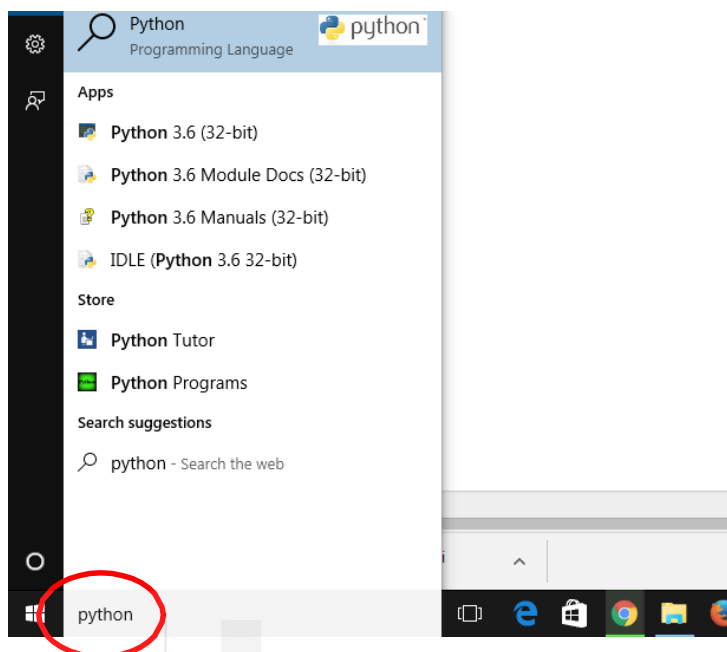 Python
python
Programming Language
Apps
Python 3.6 (32-bit)
Python 3.6 Module Docs (32-bit)
Python 3.6 Manuals (32-bit)
IDLE (Python 3.6 32-bit)
Store
Python Tutor
Python Programs
Search suggestions
python - Search the web
python